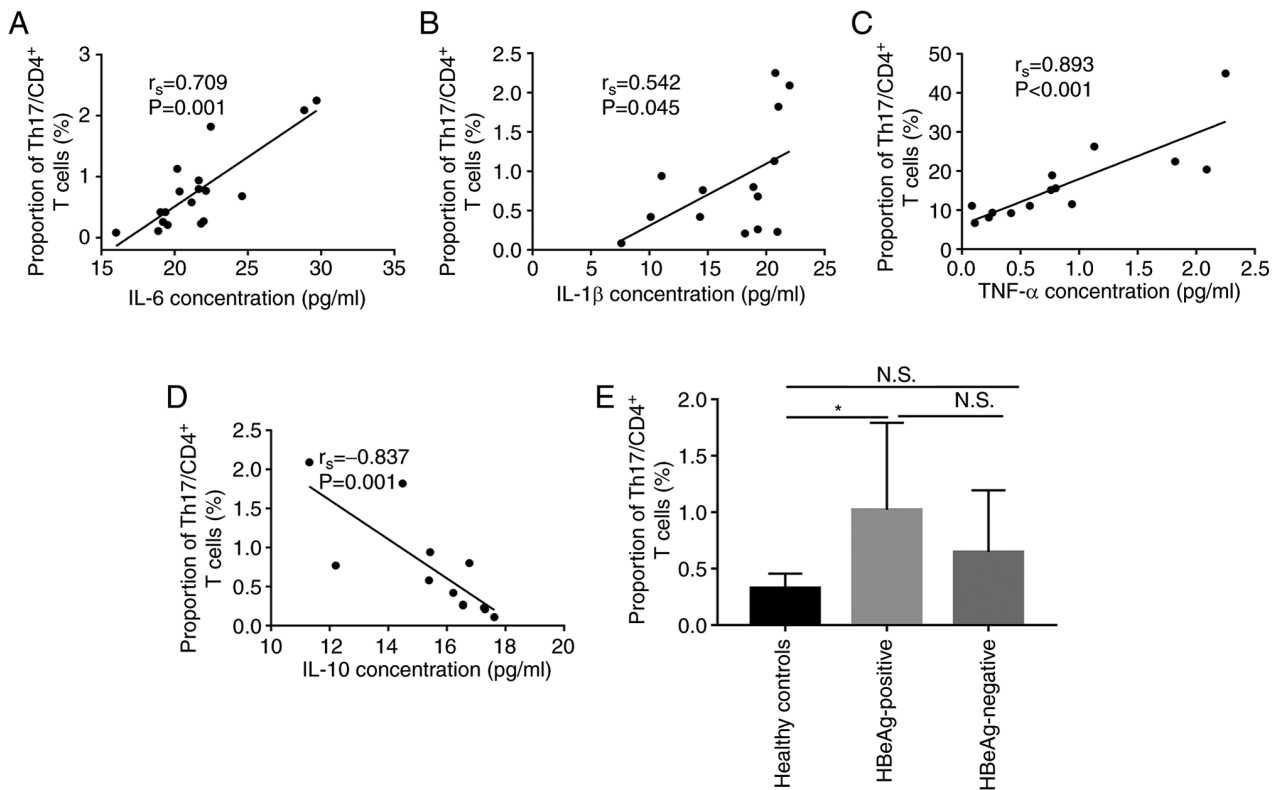 A
Proportion of Th17/CD4+
T cells (%)
3
2
1
0
rs=0.709
P=0.001
15 20 25 30 35
IL-6 concentration (pg/ml)
B
Proportion of Th17/CD4+
T cells (%)
2.5
2.0
1.5
1.0
0.5
0.0
rs=0.542
P=0.045
0 5 10 15 20 25
IL-1β concentration (pg/ml)
C
Proportion of Th17/CD4+
T cells (%)
50
40
30
20
10
0
rs=0.893
P<0.001
0.0 0.5 1.0 1.5 2.0 2.5
TNF-α concentration (pg/ml)
D
Proportion of Th17/CD4+
T cells (%)
2.5
2.0
1.5
1.0
0.5
0.0
rs=−0.837
P=0.001
10 12 14 16 18 20
IL-10 concentration (pg/ml)
E
Proportion of Th17/CD4+
T cells (%)
2.0
1.5
1.0
0.5
0.0
N.S.
*
N.S.
Healthy controls
HBeAg-positive
HBeAg-negative